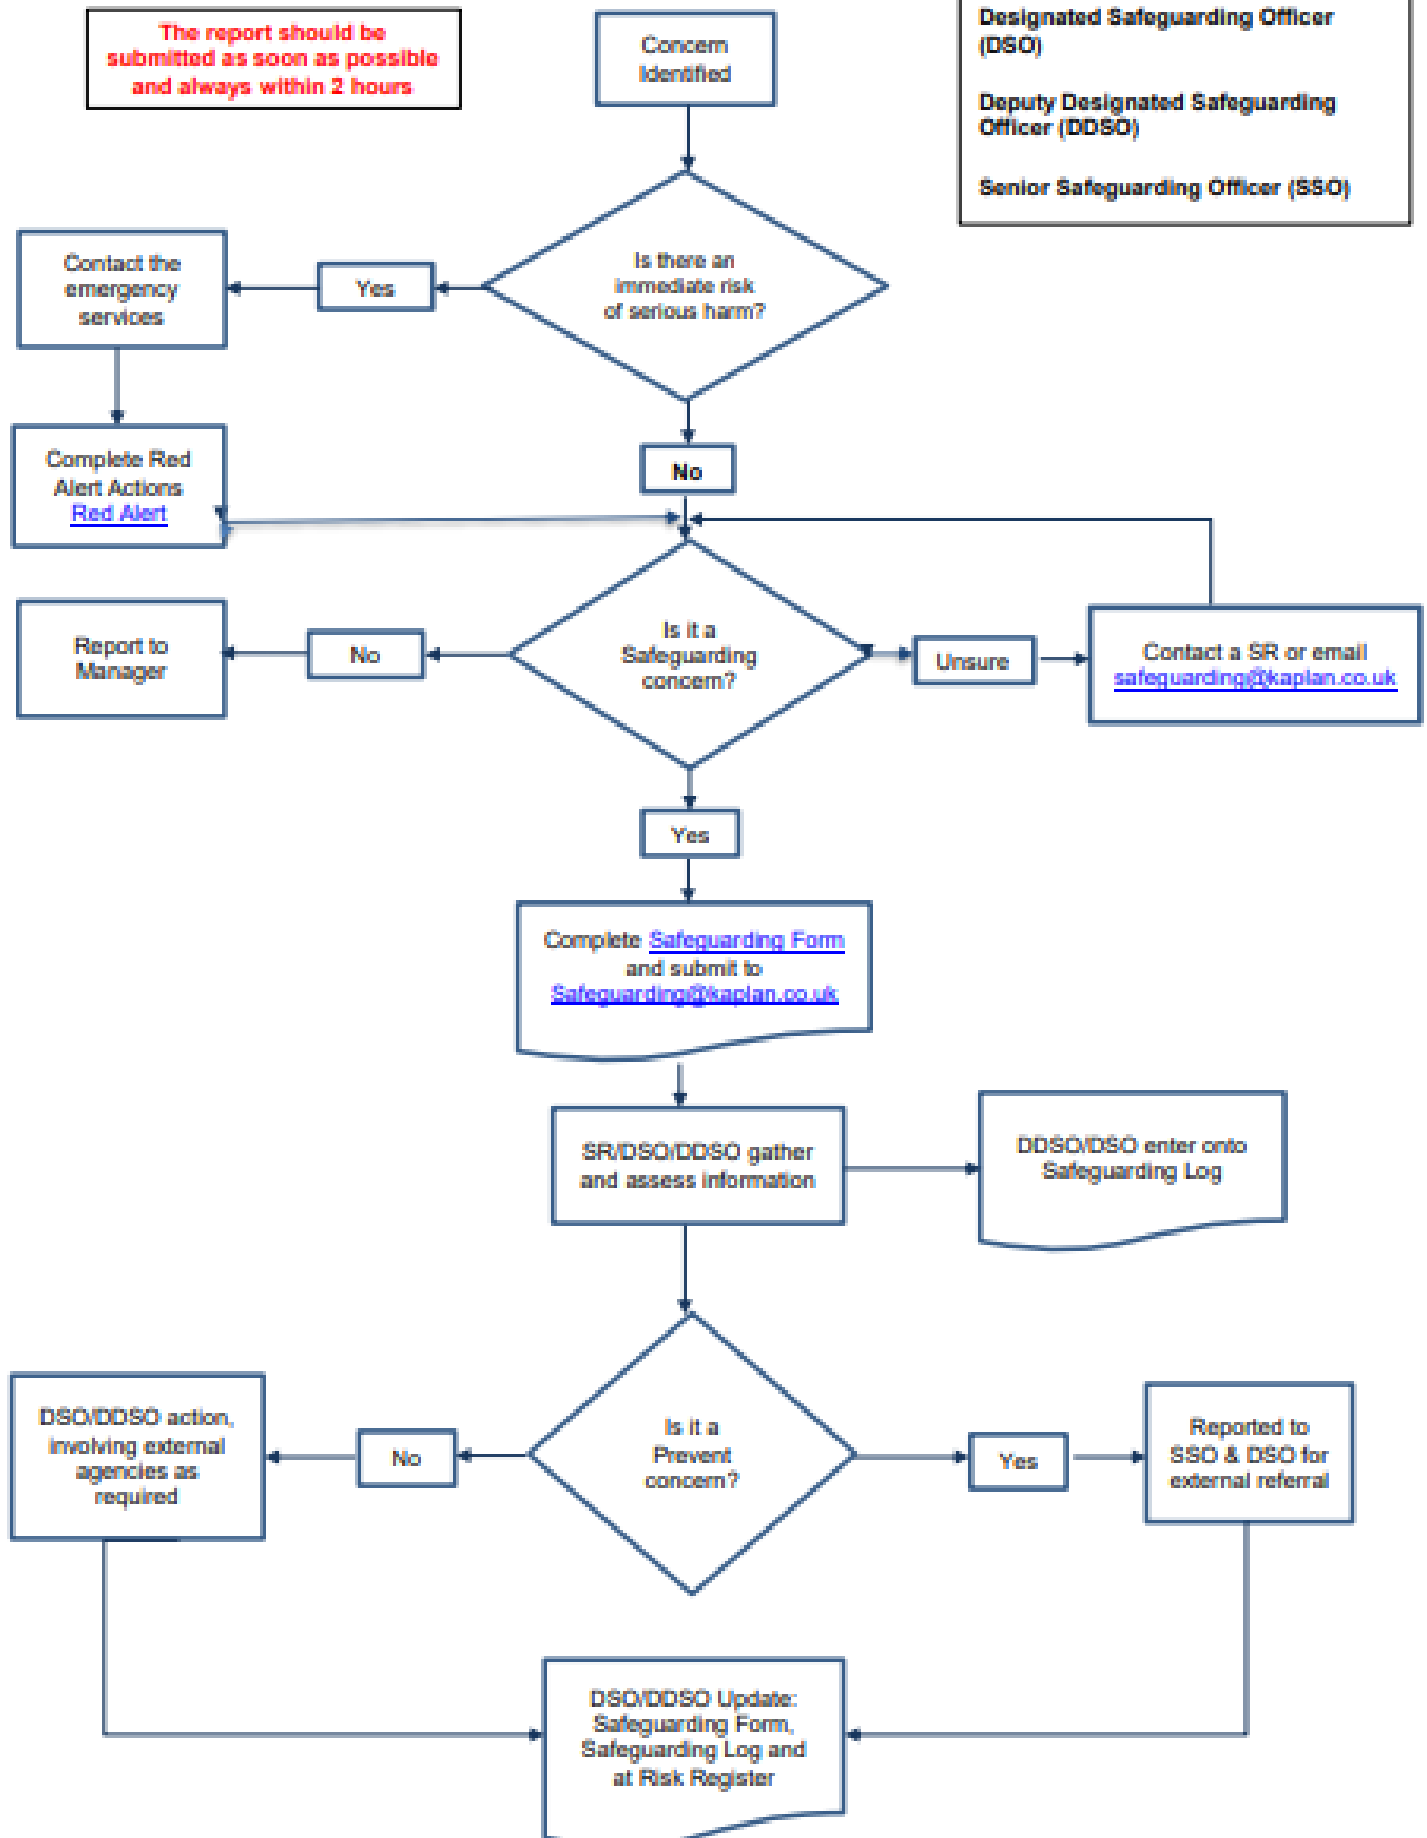 The report should be
submitted as soon as possible
and always within 2 hours
Concern
Identified
Designated Safeguarding Officer
(DSO)
Deputy Designated Safeguarding
Officer (DDSO)
Senior Safeguarding Officer (SSO)
Is there an
immediate risk
of serious harm?
Yes
Contact the
emergency
services
Complete Red
Alert Actions
Red Alert
No
Is it a
Safeguarding
concern?
No
Report to
Manager
Unsure
Contact a SR or email
safeguarding@kaplan.co.uk
Yes
Complete Safeguarding Form
and submit to
Safeguarding@kaplan.co.uk
SR/DSO/DDSO gather
and assess information
DDSO/DSO enter onto
Safeguarding Log
Is it a
Prevent
concern?
No
DSO/DDSO action,
involving external
agencies as
required
Yes
Reported to
SSO & DSO for
external referral
DSO/DDSO Update:
Safeguarding Form,
Safeguarding Log and
at Risk Register